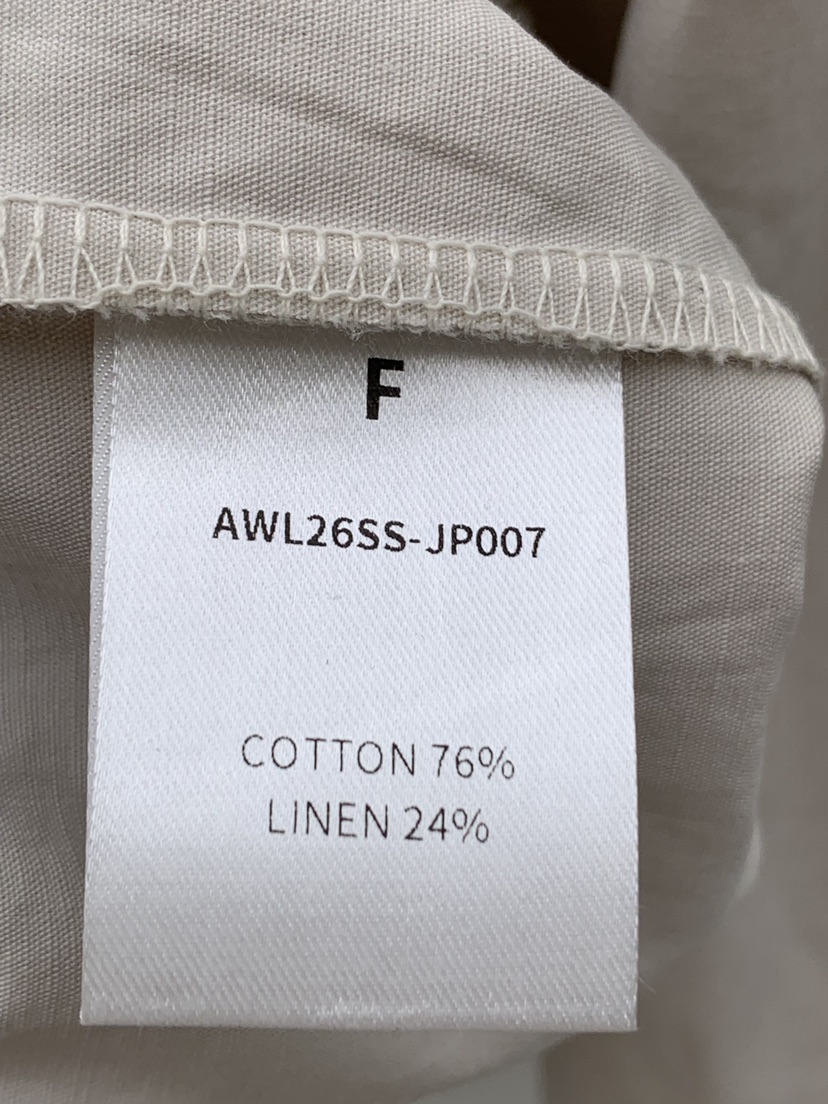 F
AWL26SS-JP007
COTTON 76%
LINEN 24%